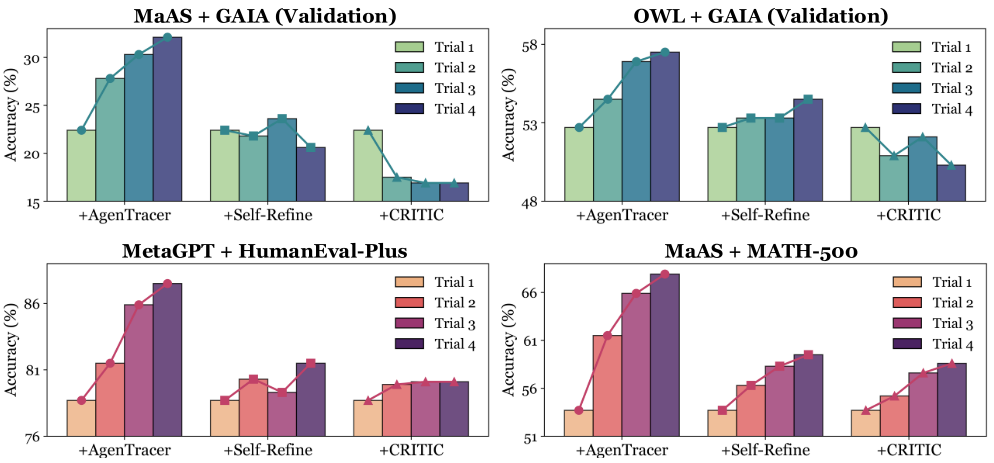 MaAS + GAIA (Validation)
Accuracy (%)
30
25
20
15
Trial 1
Trial 2
Trial 3
Trial 4
+AgenTracer
+Self-Refine
+CRITIC
OWL + GAIA (Validation)
Accuracy (%)
58
53
48
Trial 1
Trial 2
Trial 3
Trial 4
+AgenTracer
+Self-Refine
+CRITIC
MetaGPT + HumanEval-Plus
Accuracy (%)
86
81
76
Trial 1
Trial 2
Trial 3
Trial 4
+AgenTracer
+Self-Refine
+CRITIC
MaAS + MATH-500
Accuracy (%)
66
61
56
51
Trial 1
Trial 2
Trial 3
Trial 4
+AgenTracer
+Self-Refine
+CRITIC